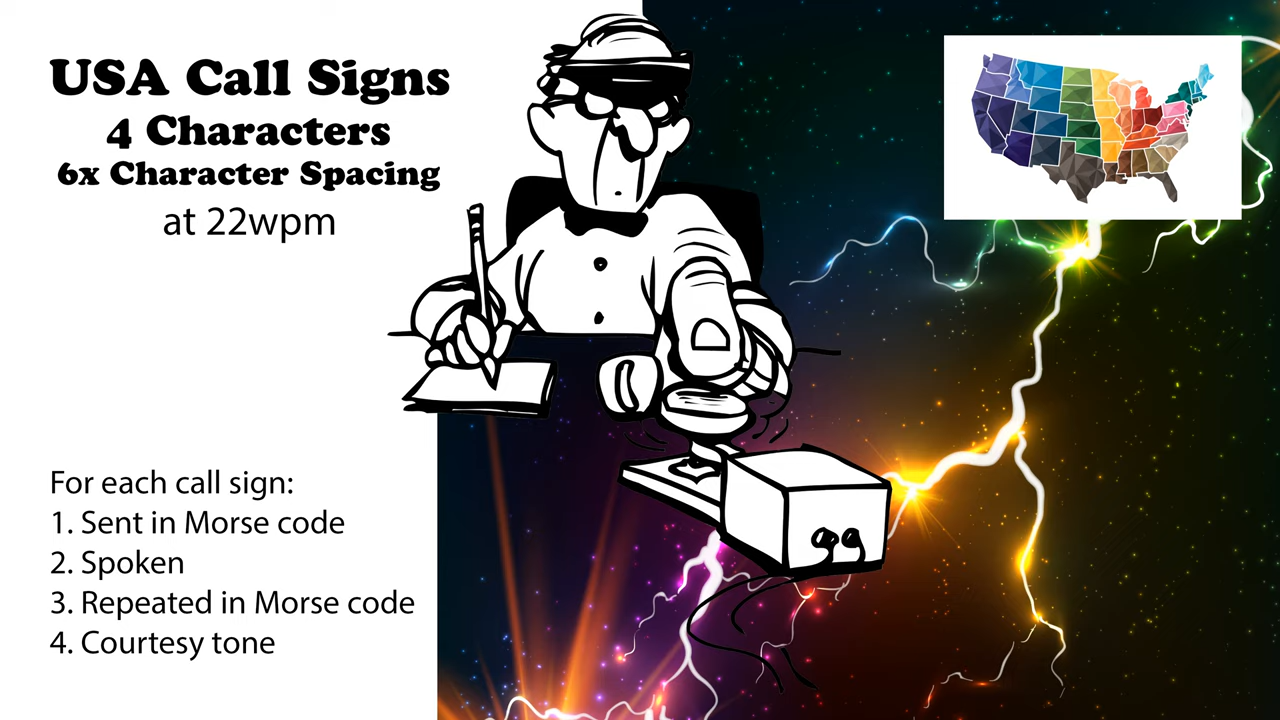 USA Call Signs
4 Characters
6x Character Spacing
at 22wpm
For each call sign:
1. Sent in Morse code
2. Spoken
3. Repeated in Morse code
4. Courtesy tone